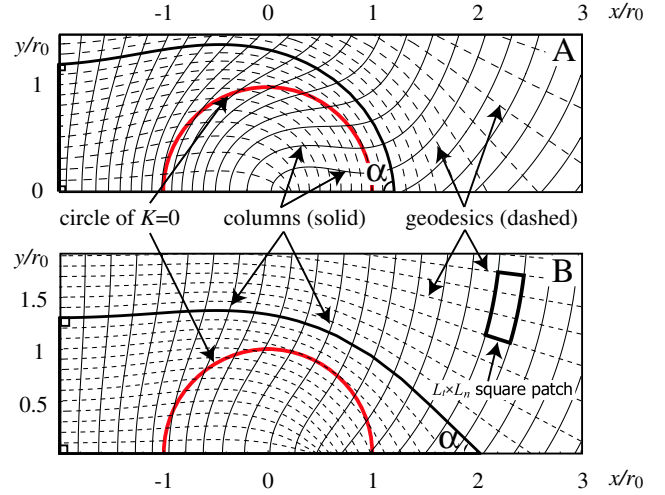 -1 0 1 2 3 x/r₀
y/r₀ A
1
α
0
circle of K=0 columns (solid) geodesics (dashed)
y/r₀ B
1.5
1
0.5
Lₜ×Lₙ square patch
α
-1 0 1 2 3 x/r₀